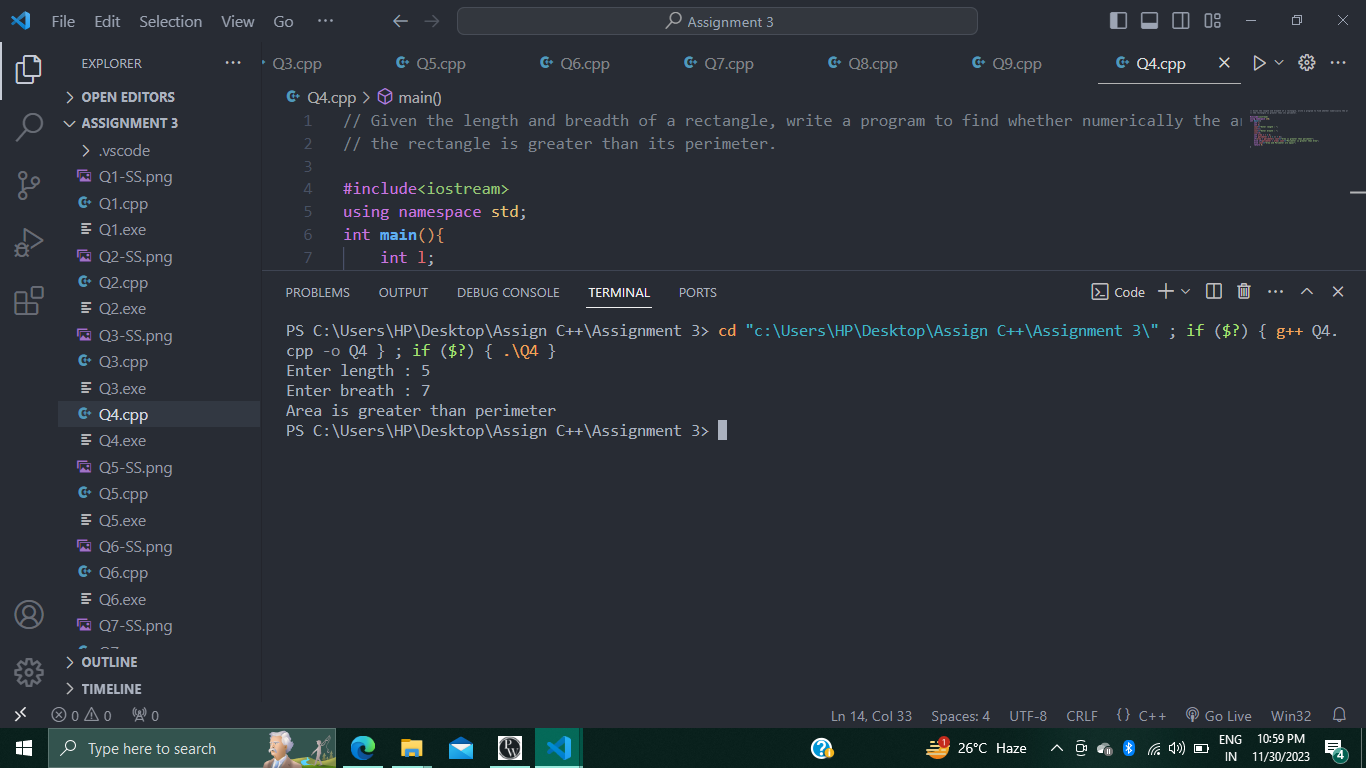 File Edit Selection View Go ···
Assignment 3
EXPLORER
OPEN EDITORS
ASSIGNMENT 3
.vscode
Q1-SS.png
Q1.cpp
Q1.exe
Q2-SS.png
Q2.cpp
Q2.exe
Q3-SS.png
Q3.cpp
Q3.exe
Q4.cpp
Q4.exe
Q5-SS.png
Q5.cpp
Q5.exe
Q6-SS.png
Q6.cpp
Q6.exe
Q7-SS.png
OUTLINE
TIMELINE
Q3.cpp Q5.cpp Q6.cpp Q7.cpp Q8.cpp Q9.cpp Q4.cpp
Q4.cpp > main()
1 // Given the length and breadth of a rectangle, write a program to find whether numerically the ar
2 // the rectangle is greater than its perimeter.
3
4 #include<iostream>
5 using namespace std;
6 int main(){
7 int l;
PROBLEMS OUTPUT DEBUG CONSOLE TERMINAL PORTS
Code
PS C:\Users\HP\Desktop\Assign C++\Assignment 3> cd "c:\Users\HP\Desktop\Assign C++\Assignment 3\" ; if ($?) { g++ Q4.
cpp -o Q4 } ; if ($?) { .\Q4 }
Enter length : 5
Enter breath : 7
Area is greater than perimeter
PS C:\Users\HP\Desktop\Assign C++\Assignment 3>
0 0 0
Ln 14, Col 33 Spaces: 4 UTF-8 CRLF {} C++ Go Live Win32
Type here to search
1
26°C Haze
ENG
IN
10:59 PM
11/30/2023
4